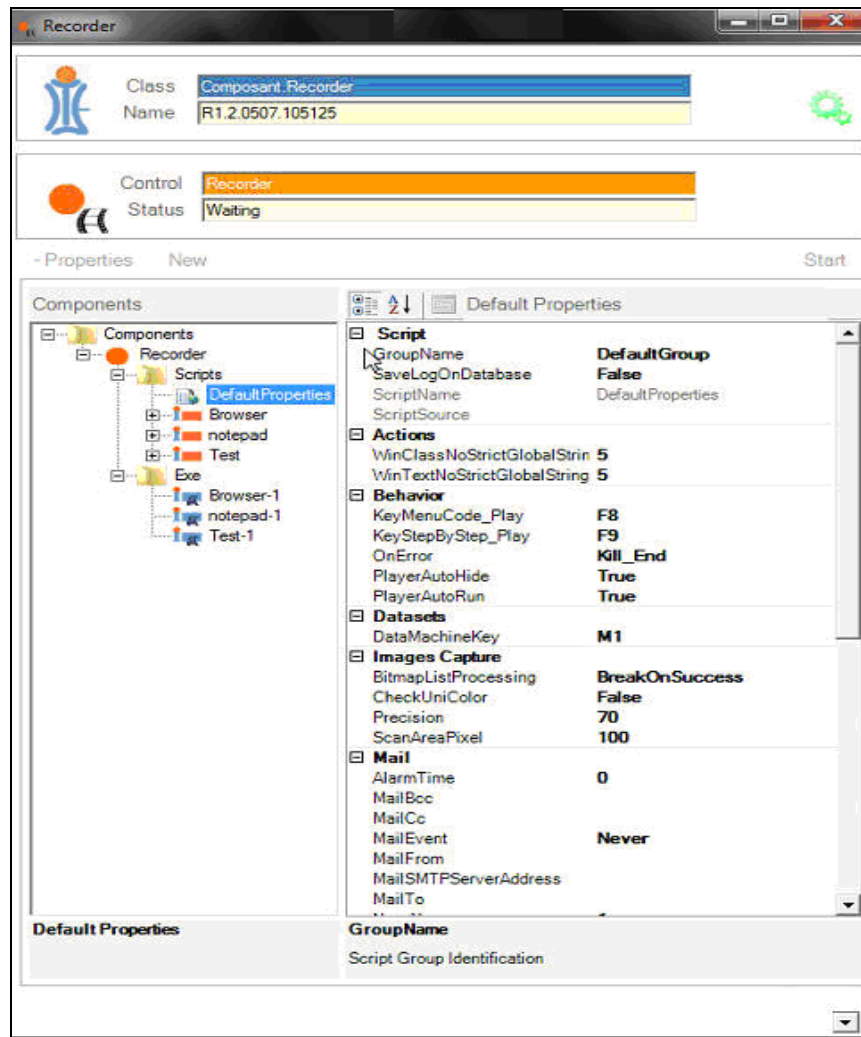 Recorder
Class Composant.Recorder
Name R1.2.0507.105125
Control Recorder
Status Waiting
- Properties New Start
Components
Components
Recorder
Scripts
DefaultProperties
Browser
notepad
Test
Exe
Browser-1
notepad-1
Test-1
Default Properties
Default Properties
Script
GroupName DefaultGroup
SaveLogOnDatabase False
ScriptName DefaultProperties
ScriptSource
Actions
WinClassNoStrictGlobalStrin 5
WinTextNoStrictGlobalString 5
Behavior
KeyMenuCode_Play F8
KeyStepByStep_Play F9
OnError Kill_End
PlayerAutoHide True
PlayerAutoRun True
Datasets
DataMachineKey M1
Images Capture
BitmapListProcessing BreakOnSuccess
CheckUniColor False
Precision 70
ScanAreaPixel 100
Mail
AlarmTime 0
MailBcc
MailCc
MailEvent Never
MailFrom
MailSMTPServerAddress
MailTo
GroupName
Script Group Identification